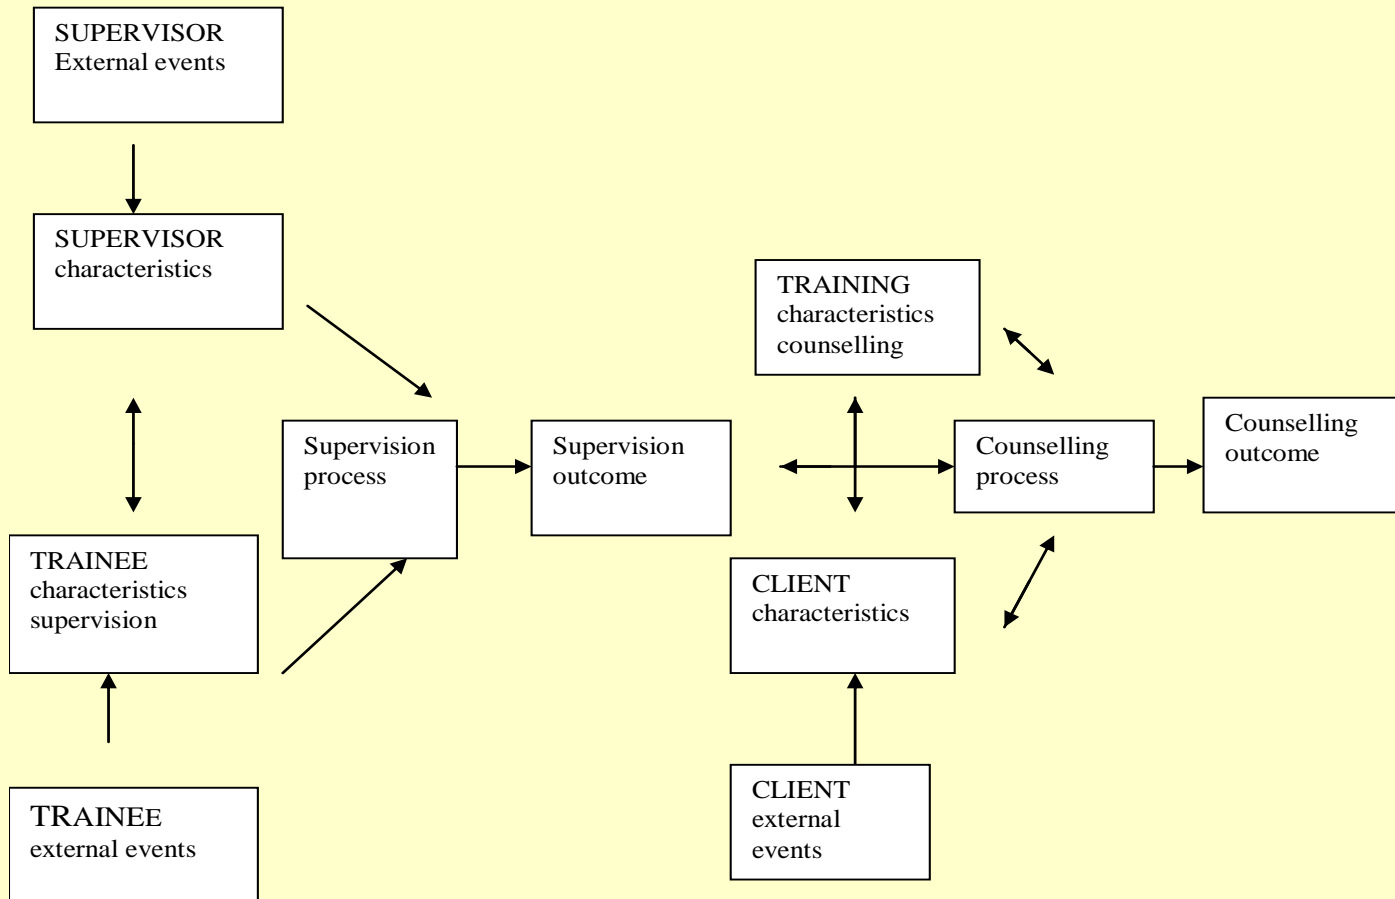 SUPERVISOR
External events
SUPERVISOR
characteristics
TRAINING
characteristics
counselling
Supervision
process
Supervision
outcome
Counselling
process
Counselling
outcome
TRAINEE
characteristics
supervision
CLIENT
characteristics
TRAINEE
external events
CLIENT
external
events